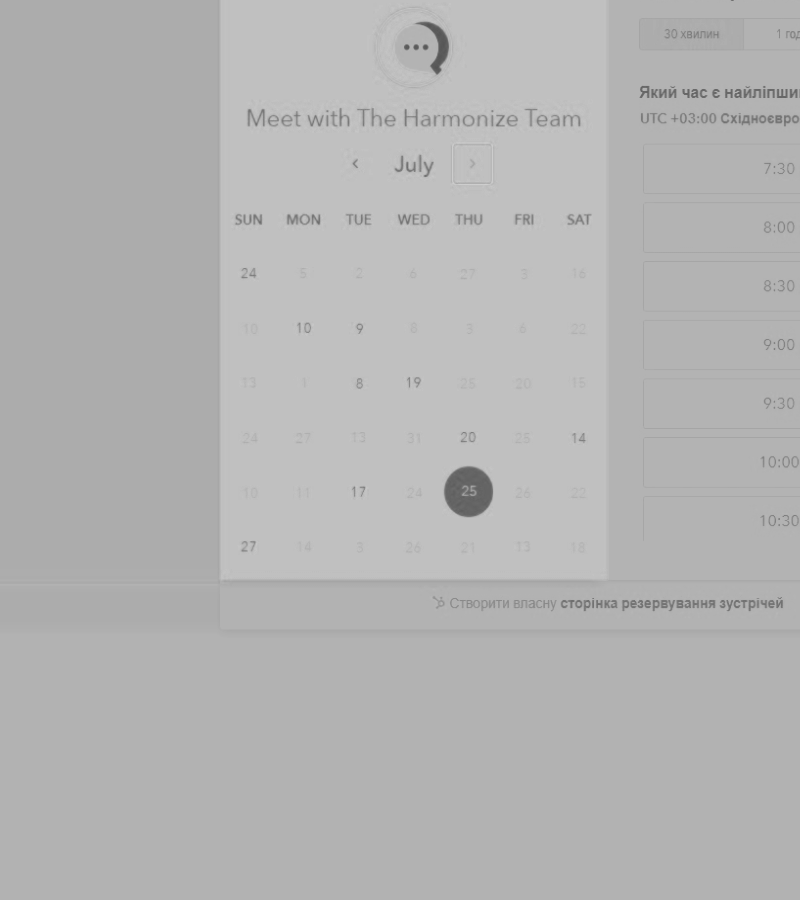 30 хвилин
1 год
Meet with The Harmonize Team
Який час є найліпши
UTC +03:00 Східноєвро
July
SUN MON TUE WED THU FRI SAT
24 5 2 6 27 3 16
10 10 9 8 3 6 22
13 1 8 19 25 20 15
24 27 13 31 20 25 14
10 11 17 24 25 26 22
27 14 3 26 21 13 18
7:30
8:00
8:30
9:00
9:30
10:00
10:30
Створити власну сторінка резервування зустрічей